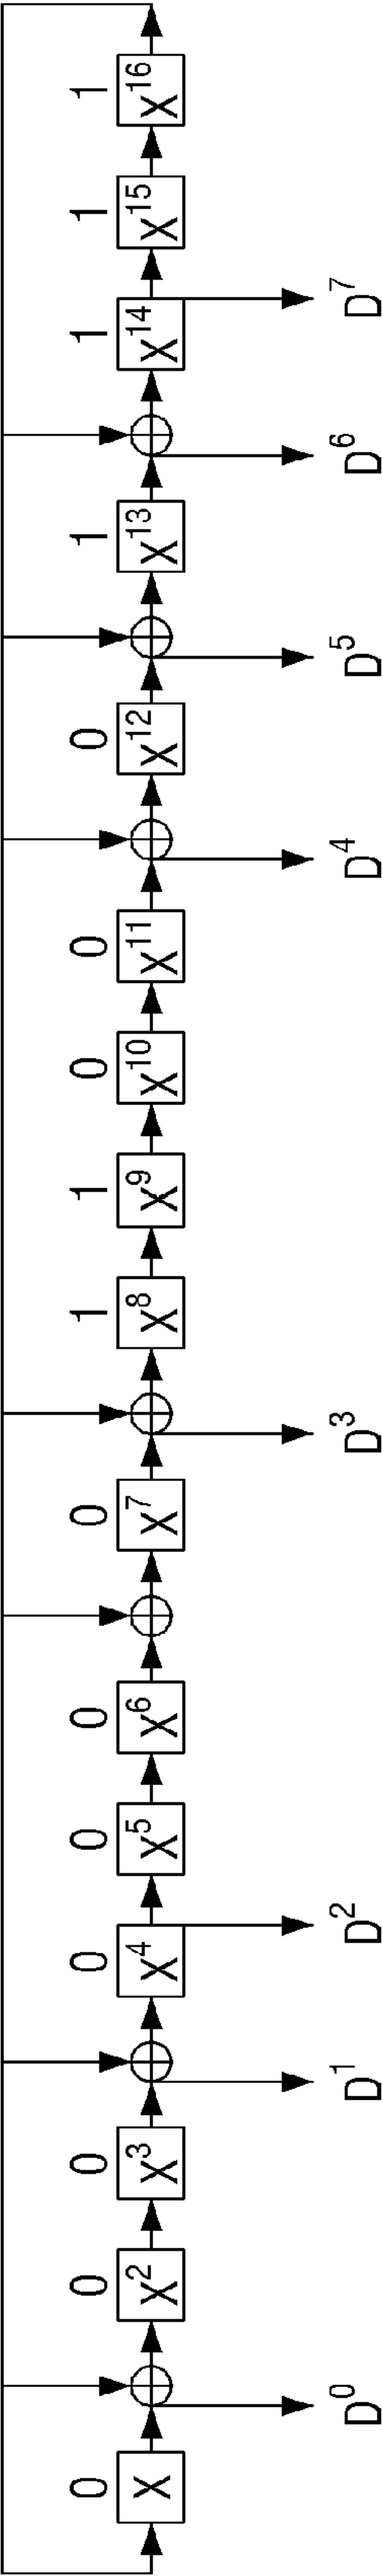 0 0 0 0 0 0 0 1 1 0 0 0 1 1 1 1
X X² X³ X⁴ X⁵ X⁶ X⁷ X⁸ X⁹ X¹⁰ X¹¹ X¹² X¹³ X¹⁴ X¹⁵ X¹⁶
D⁰ D¹ D² D³ D⁴ D⁵ D⁶ D⁷